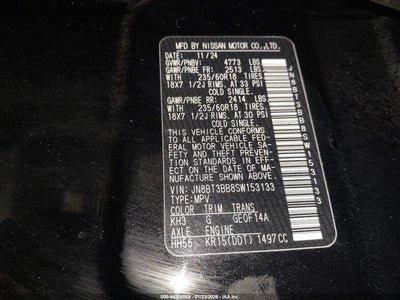 MFD BY NISSAN MOTOR CO., LTD.
DATE: 11/24
GVWR/PNBV: 4773 LBS
GAWR/PNBE FR: 2513 LBS
WITH 235/60R18 TIRES
18X7 1/2J RIMS, AT 33 PSI
COLD SINGLE.
GAWR/PNBE RR: 2414 LBS
WITH 235/60R18 TIRES
18X7 1/2J RIMS, AT 30 PSI
COLD SINGLE.
THIS VEHICLE CONFORMS
TO ALL APPLICABLE FED-
ERAL MOTOR VEHICLE SA-
FETY AND THEFT PREVEN-
TION STANDARDS IN EFF-
ECT ON THE DATE OF MA-
NUFACTURE SHOWN ABOVE.
VIN: JN8BT3BB8SW153133
TYPE: MPV
COLOR TRIM TRANS
KH3 G GE0F14A
AXLE ENGINE
HH56 KR15(DDT) 1497CC
JN8BT3BB8SW153133